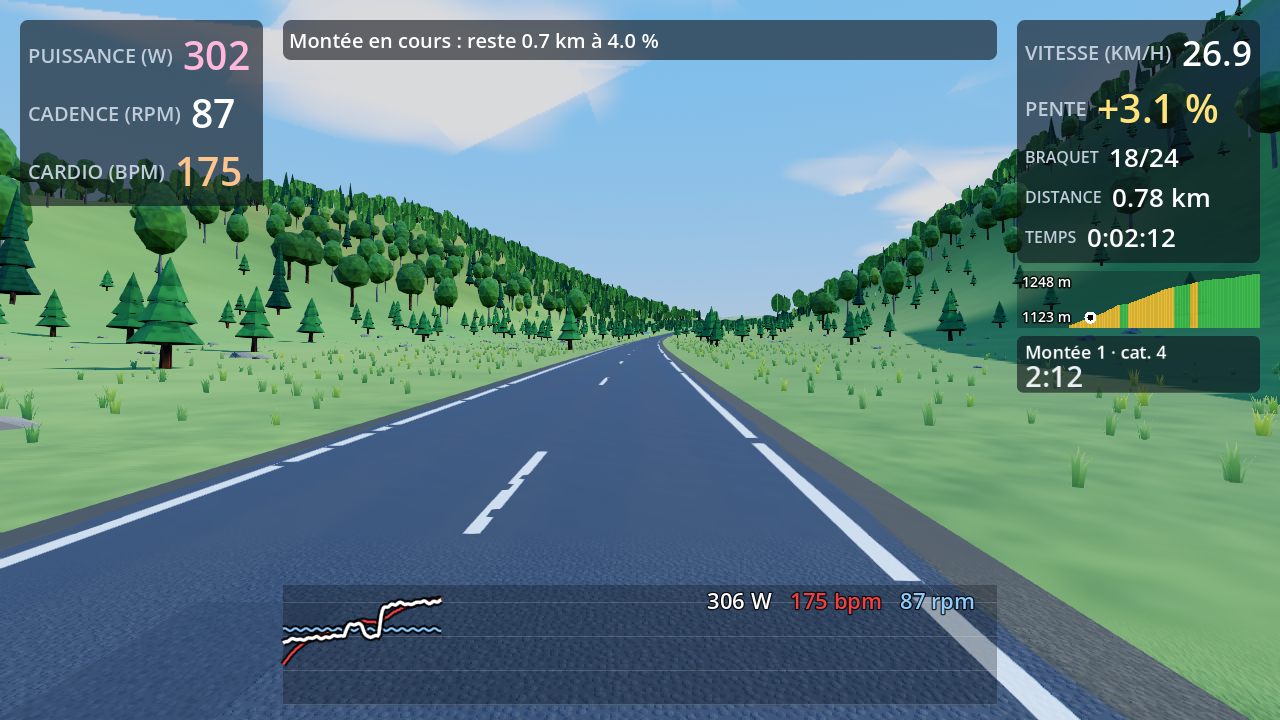 PUISSANCE (W) 302
CADENCE (RPM) 87
CARDIO (BPM) 175
Montée en cours : reste 0.7 km à 4.0 %
VITESSE (KM/H) 26.9
PENTE +3.1 %
BRAQUET 18/24
DISTANCE 0.78 km
TEMPS 0:02:12
1248 m
1123 m
Montée 1 · cat. 4
2:12
306 W 175 bpm 87 rpm